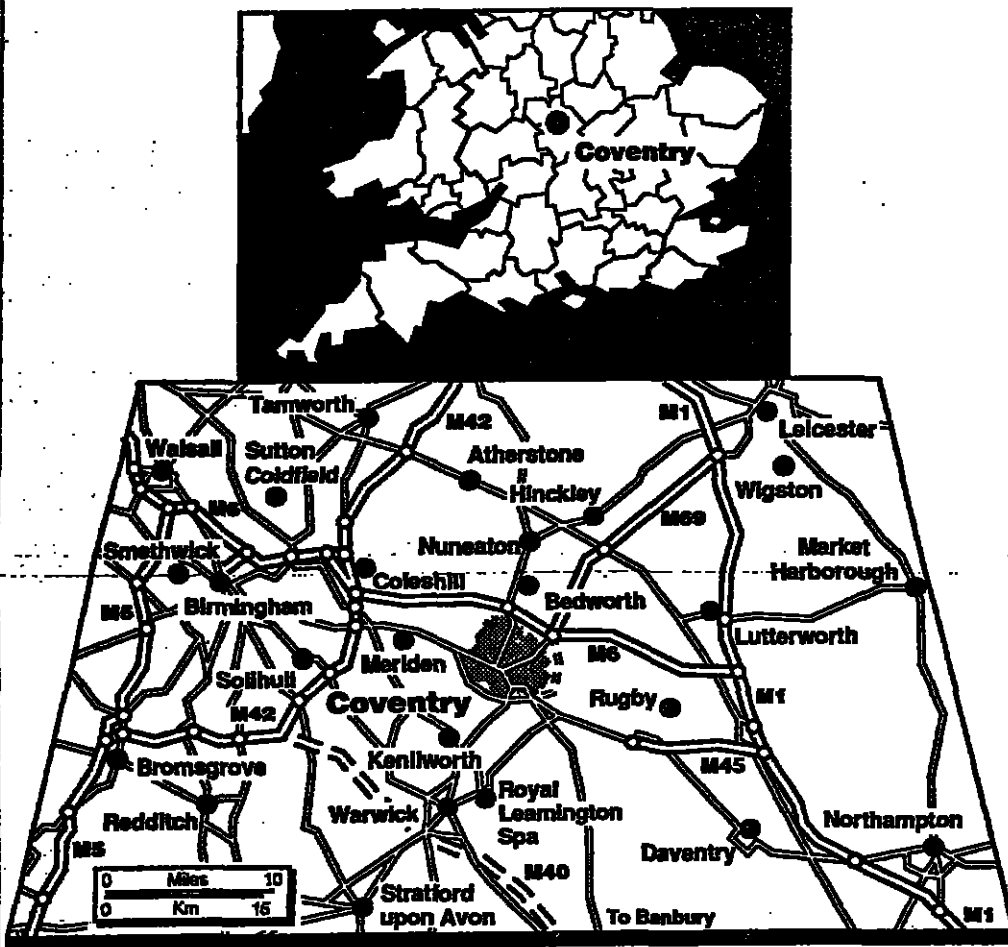 Coventry
Tamworth
M42
M1
Leicester
Walsall
Sutton
Coldfield
Atherstone
Hinckley
Wigston
M6
M69
Smethwick
Nuneaton
Market
Harborough
Coleshill
M5
Birmingham
Bedworth
Lutterworth
Meriden
M6
Solihull
Coventry
Rugby
M1
M42
Kenilworth
Bromsgrove
M45
Warwick
Royal
Leamington
Spa
Redditch
Northampton
M5
Daventry
M40
0 Miles 10
0 Km 15
Stratford
upon Avon
To Banbury
M1